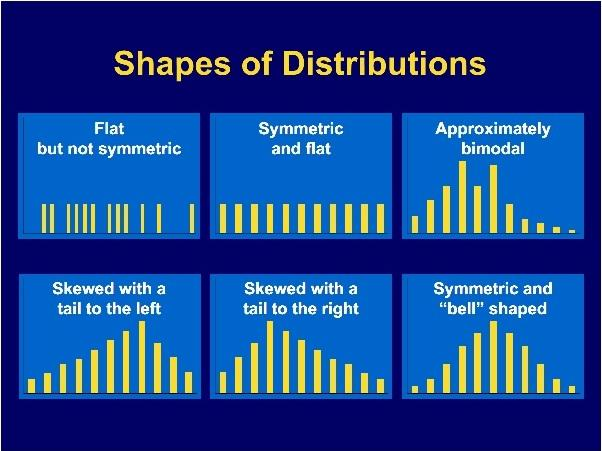 Shapes of Distributions
Flat
but not symmetric
Symmetric
and flat
Approximately
bimodal
Skewed with a
tail to the left
Skewed with a
tail to the right
Symmetric and
“bell” shaped